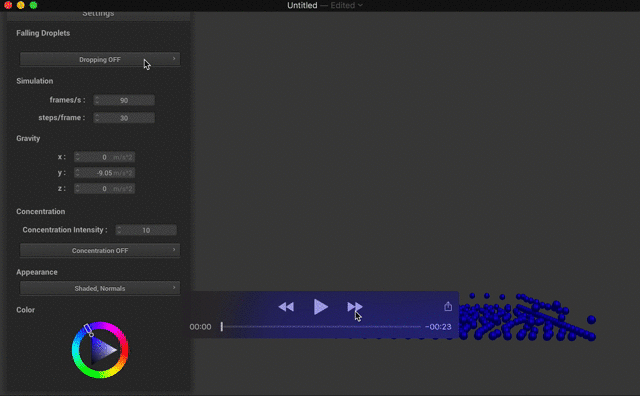 Untitled — Edited
Settings
Falling Droplets
Dropping OFF
Simulation
frames/s : 90
steps/frame : 30
Gravity
x : 0 m/s^2
y : -9.05 m/s^2
z : 0 m/s^2
Concentration
Concentration Intensity : 10
Concentration OFF
Appearance
Shaded, Normals
Color
00:00 −00:23